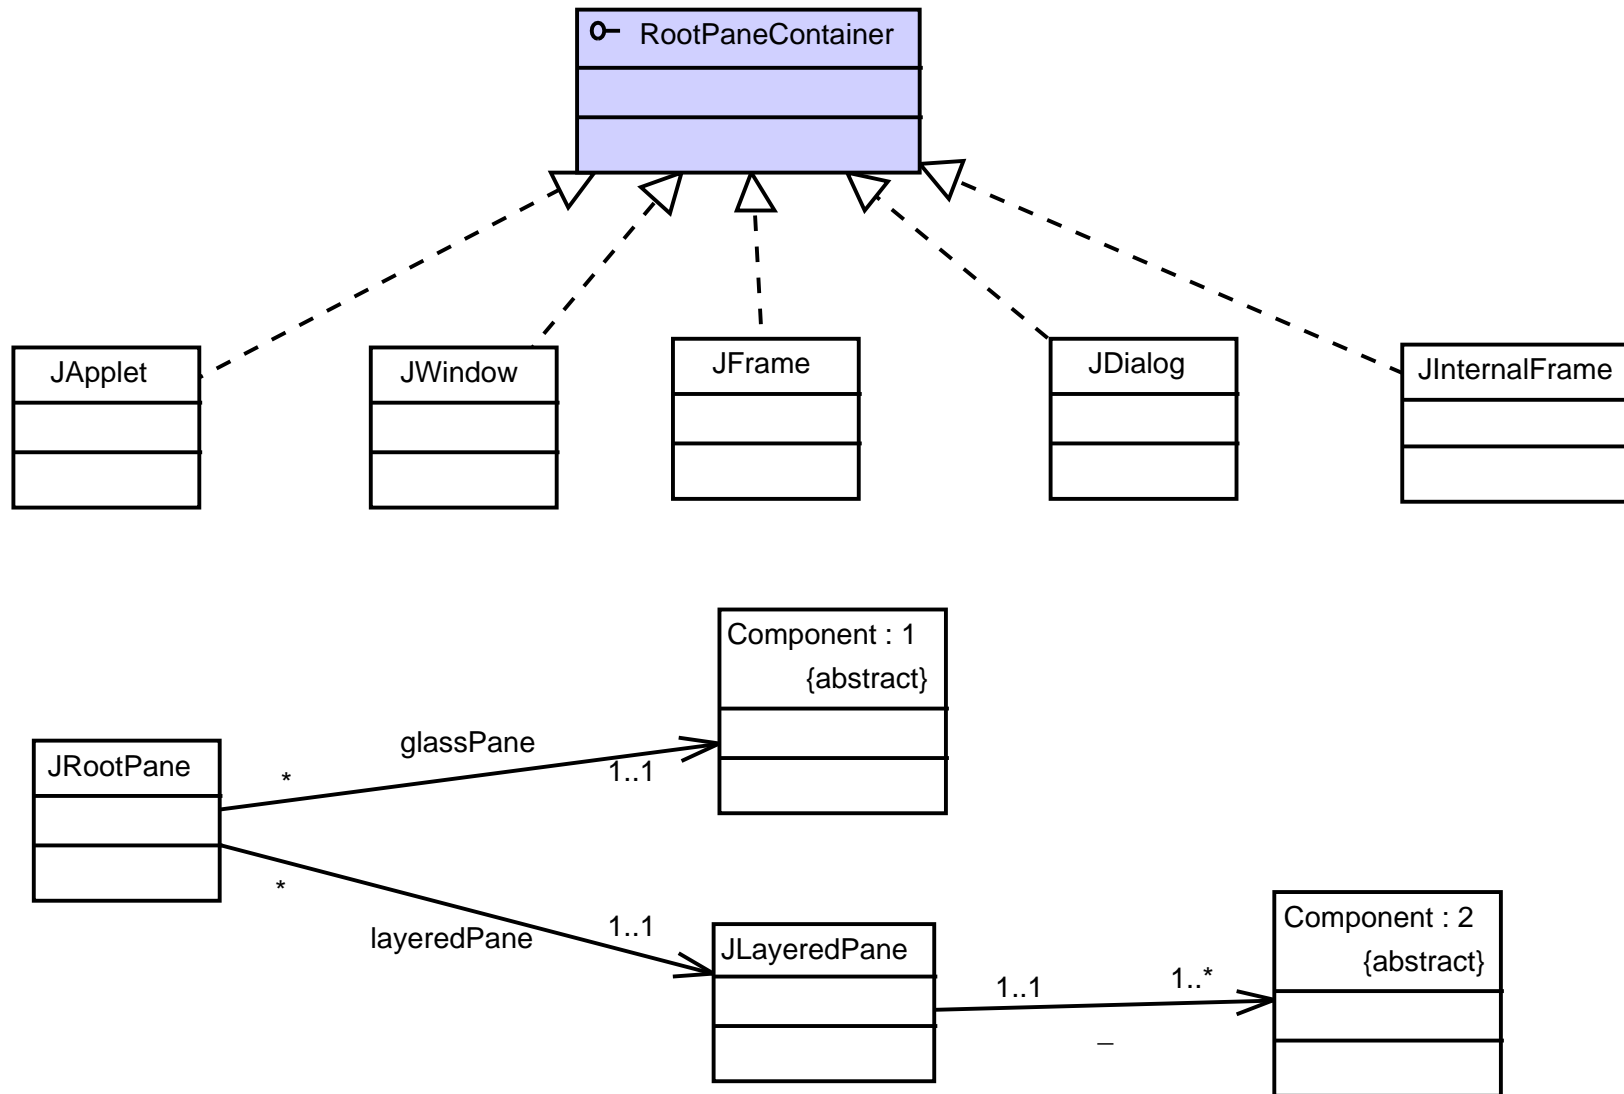 RootPaneContainer
JApplet
JWindow
JFrame
JDialog
JInternalFrame
Component : 1
{abstract}
JRootPane
glassPane
*
1..1
*
layeredPane
1..1
JLayeredPane
1..1
1..*
_
Component : 2
{abstract}